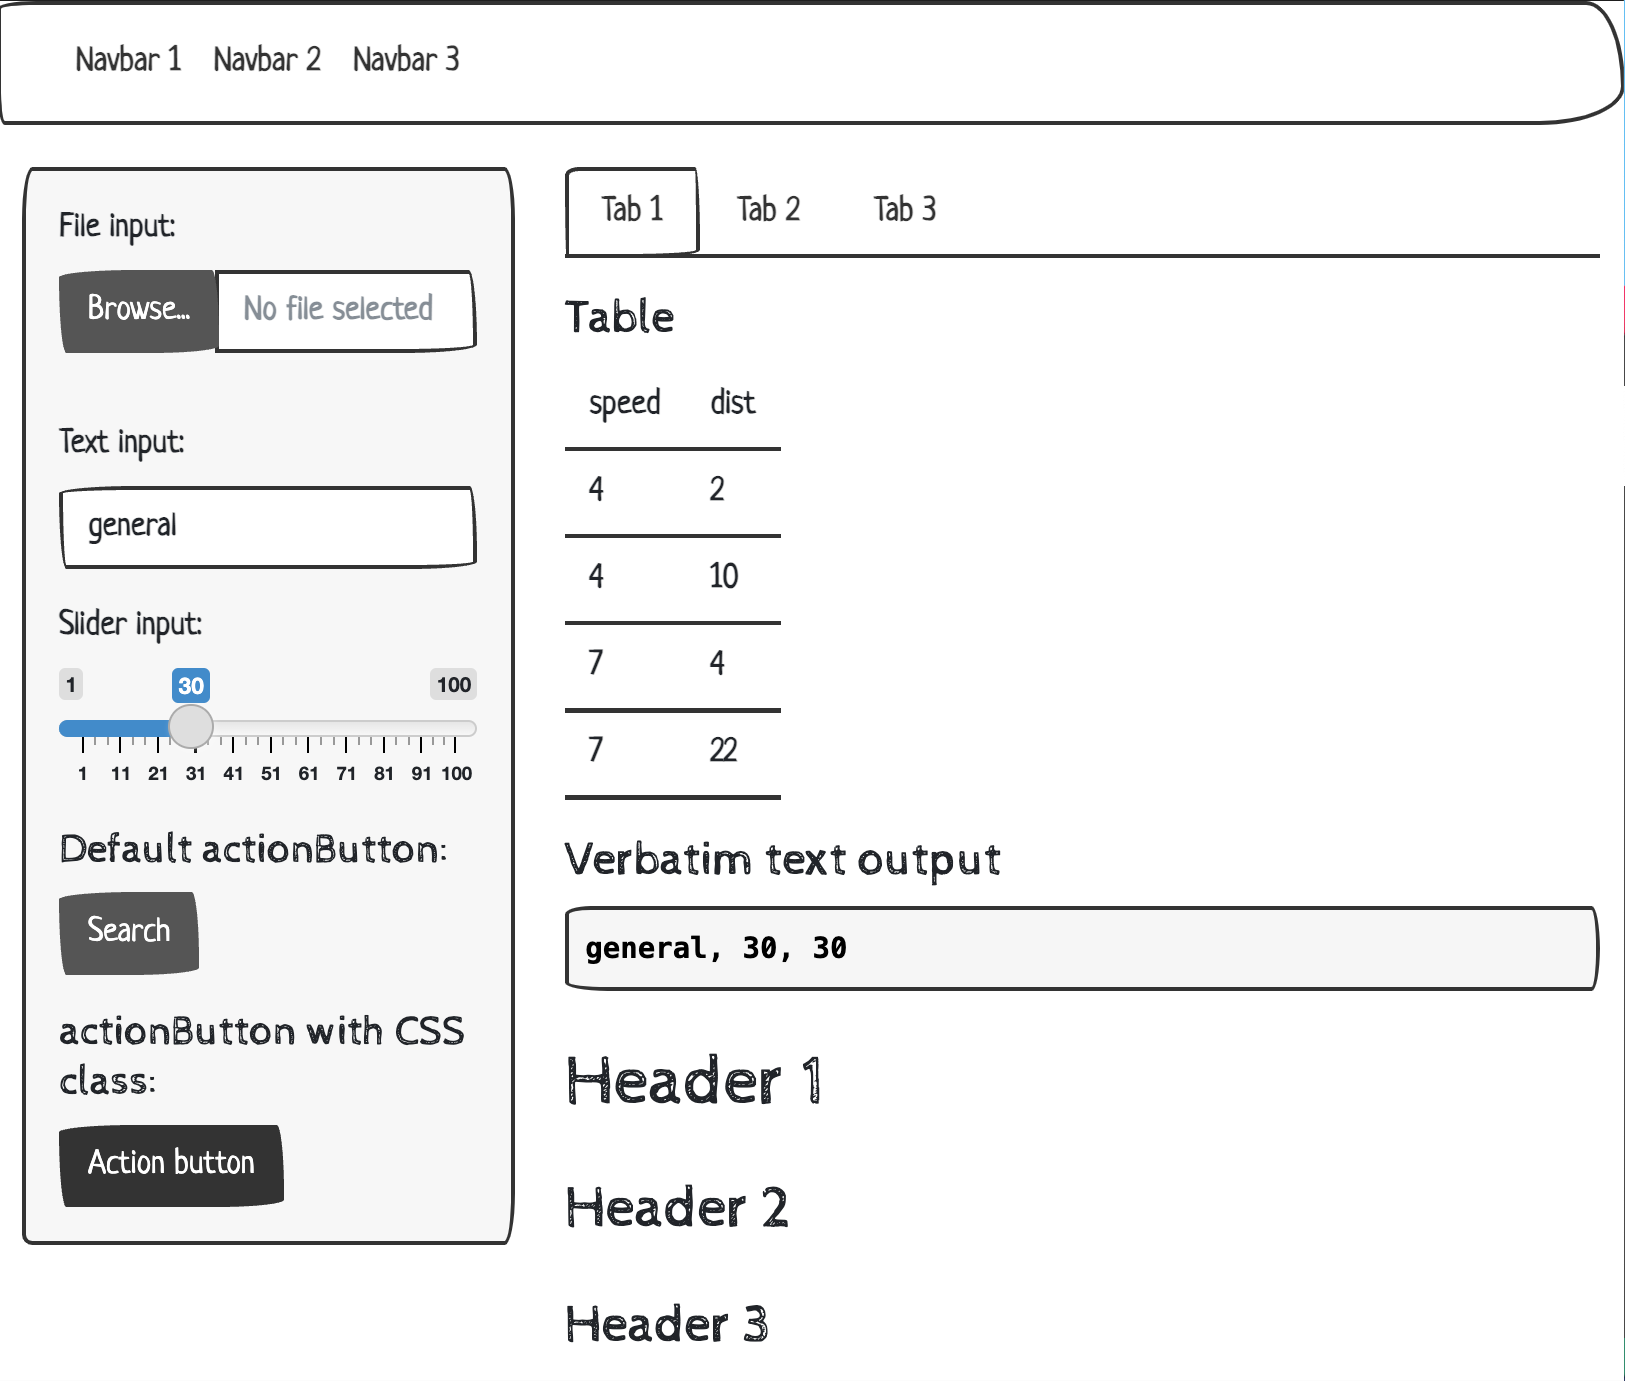 Navbar 1 Navbar 2 Navbar 3
File input:
Browse... No file selected
Text input:
general
Slider input:
1 30 100
1 11 21 31 41 51 61 71 81 91 100
Default actionButton:
Search
actionButton with CSS
class:
Action button
Tab 1 Tab 2 Tab 3
Table
speed dist
4 2
4 10
7 4
7 22
Verbatim text output
general, 30, 30
Header 1
Header 2
Header 3